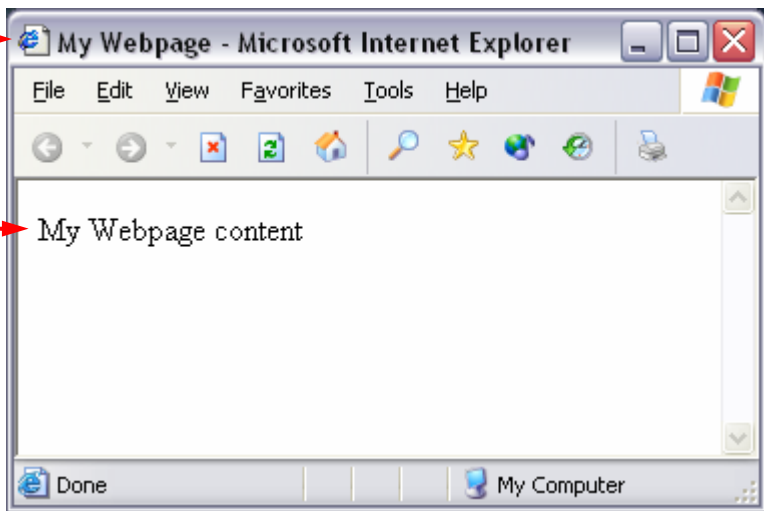 My Webpage - Microsoft Internet Explorer
File Edit View Favorites Tools Help
My Webpage content
Done My Computer